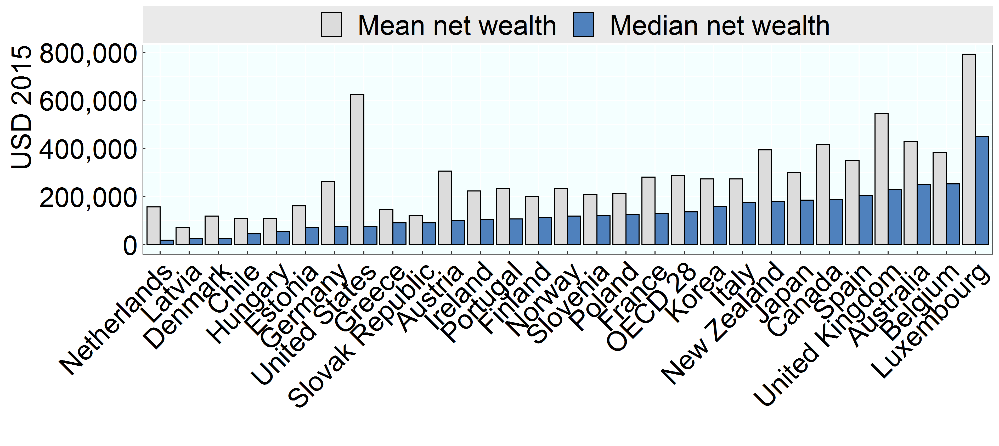 Mean net wealth Median net wealth
USD 2015
800,000
600,000
400,000
200,000
0
Netherlands
Latvia
Denmark
Chile
Hungary
Estonia
Germany
United States
Greece
Slovak Republic
Austria
Ireland
Portugal
Finland
Norway
Slovenia
Poland
France
OECD 28
Korea
Italy
New Zealand
Japan
Canada
Spain
United Kingdom
Australia
Belgium
Luxembourg